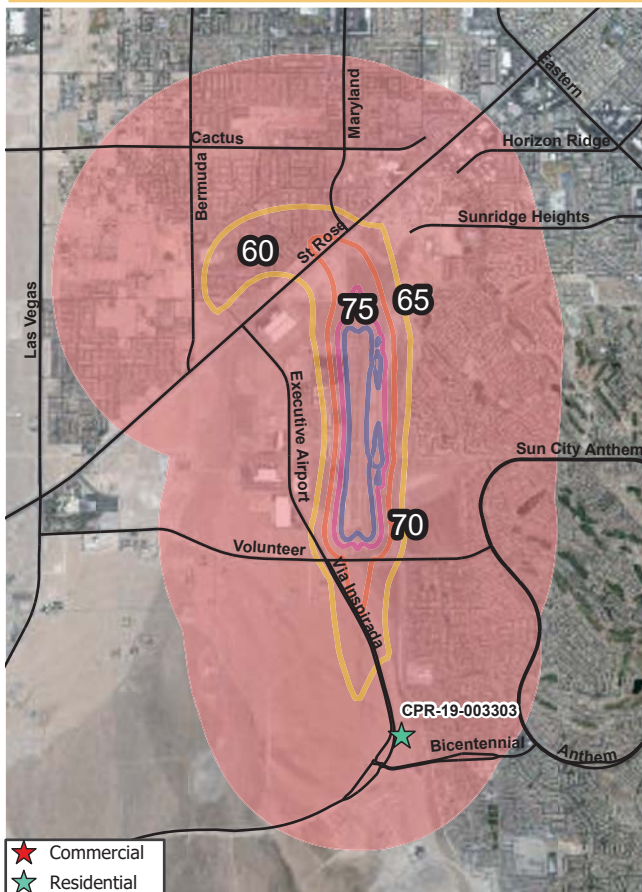 Maryland
Eastern
Cactus
Horizon Ridge
Bermuda
Sunridge Heights
St Rose
60
65
75
Las Vegas
Executive Airport
Sun City Anthem
70
Volunteer
Via Inspirada
CPR-19-003303
Bicentennial
Anthem
Commercial
Residential